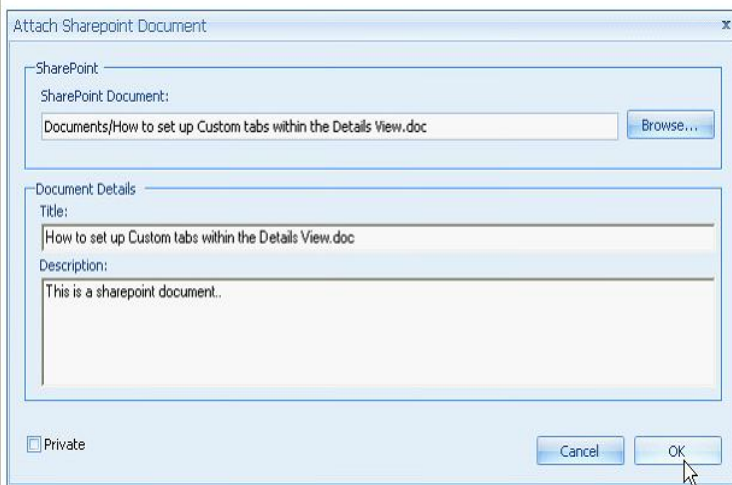 Attach Sharepoint Document
x
SharePoint
SharePoint Document:
Documents/How to set up Custom tabs within the Details View.doc
Browse...
Document Details
Title:
How to set up Custom tabs within the Details View.doc
Description:
This is a sharepoint document..
Private
Cancel
OK